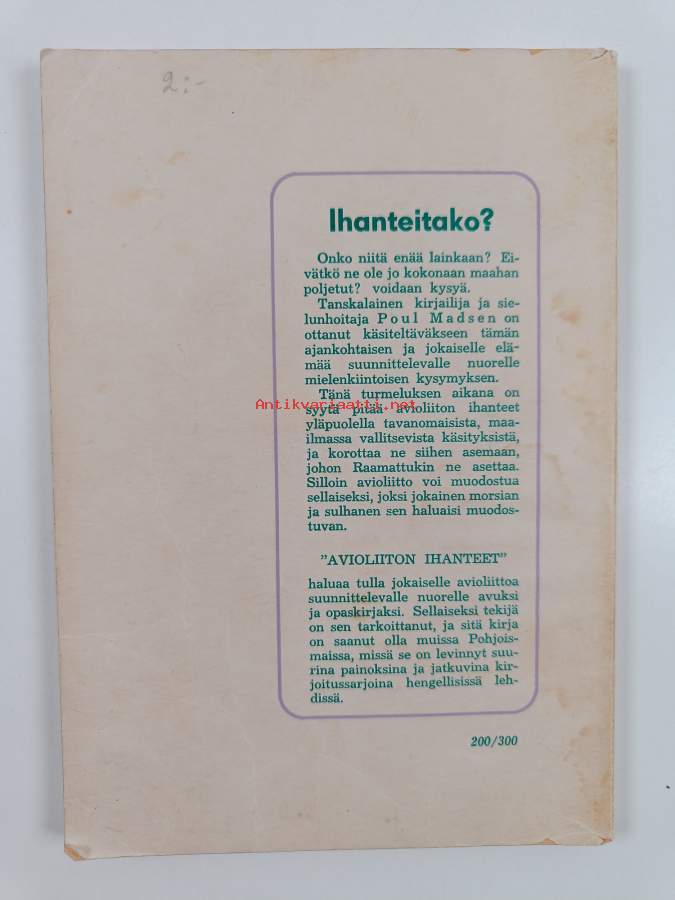 2:-
Ihanteitako?
Onko niitä enää lainkaan? Ei-
vätkö ne ole jo kokonaan maahan
poljetut? voidaan kysyä.
Tanskalainen kirjailija ja sie-
lunhoitaja Poul Madsen on
ottanut käsiteltäväkseen tämän
ajankohtaisen ja jokaiselle elä-
mää suunnittelevalle nuorelle
mielenkiintoisen kysymyksen.
Tänä turmeluksen aikana on
Antikvariaatti.net
syytä pitää avioliiton ihanteet
yläpuolella tavanomaisista, maa-
ilmassa vallitsevista käsityksistä,
ja korottaa ne siihen asemaan,
johon Raamattukin ne asettaa.
Silloin avioliitto voi muodostua
sellaiseksi, joksi jokainen morsian
ja sulhanen sen haluaisi muodos-
tuvan.
"AVIOLIITON IHANTEET"
haluaa tulla jokaiselle avioliittoa
suunnittelevalle nuorelle avuksi
ja opaskirjaksi. Sellaiseksi tekijä
on sen tarkoittanut, ja sitä kirja
on saanut olla muissa Pohjois-
maissa, missä se on levinnyt suu-
rina painoksina ja jatkuvina kir-
joitussarjoina hengellisissä leh-
dissä.
200/300